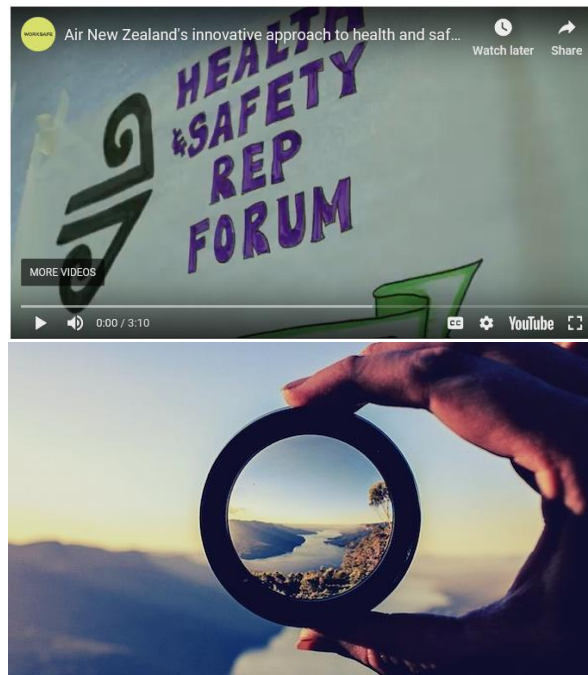 WORKSAFE
Air New Zealand's innovative approach to health and saf...
Watch later
Share
HEALTH
& SAFETY
REP
FORUM
MORE VIDEOS
0:00 / 3:10
CC
YouTube